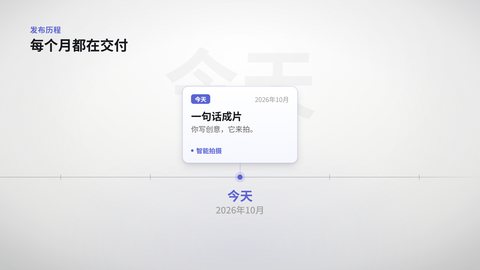 发布历程
每个月都在交付
今天
今天
2026年10月
一句话成片
你写创意，它来拍。
智能拍摄
今天
2026年10月